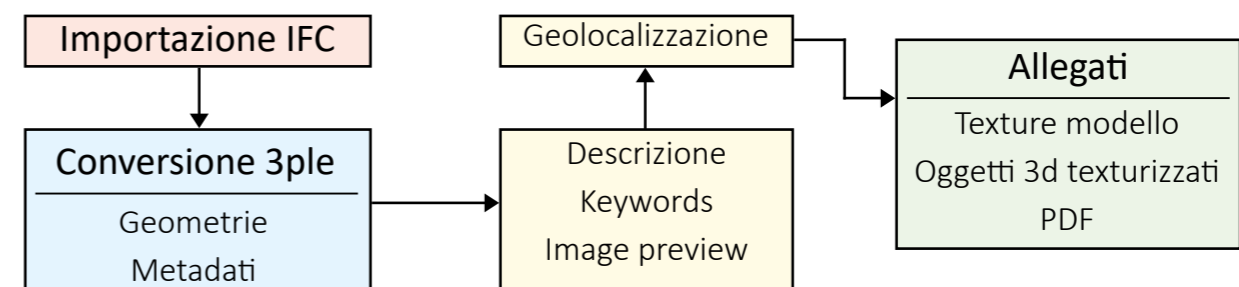 Importazione IFC
Conversione 3ple
Geometrie
Metadati
Descrizione
Keywords
Image preview
Geolocalizzazione
Allegati
Texture modello
Oggetti 3d texturizzati
PDF